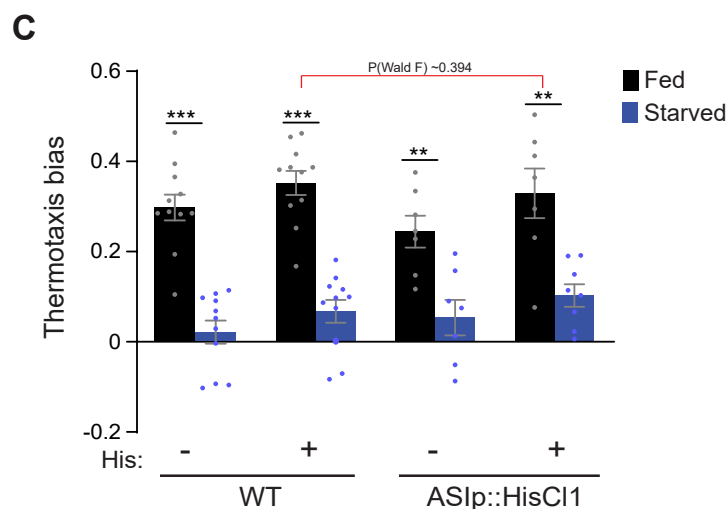 C
P(Wald F) ~0.394
Fed
Starved
Thermotaxis bias
0.6
0.4
0.2
0
-0.2
*** *** ** **
His: - + - +
WT ASIp::HisCl1